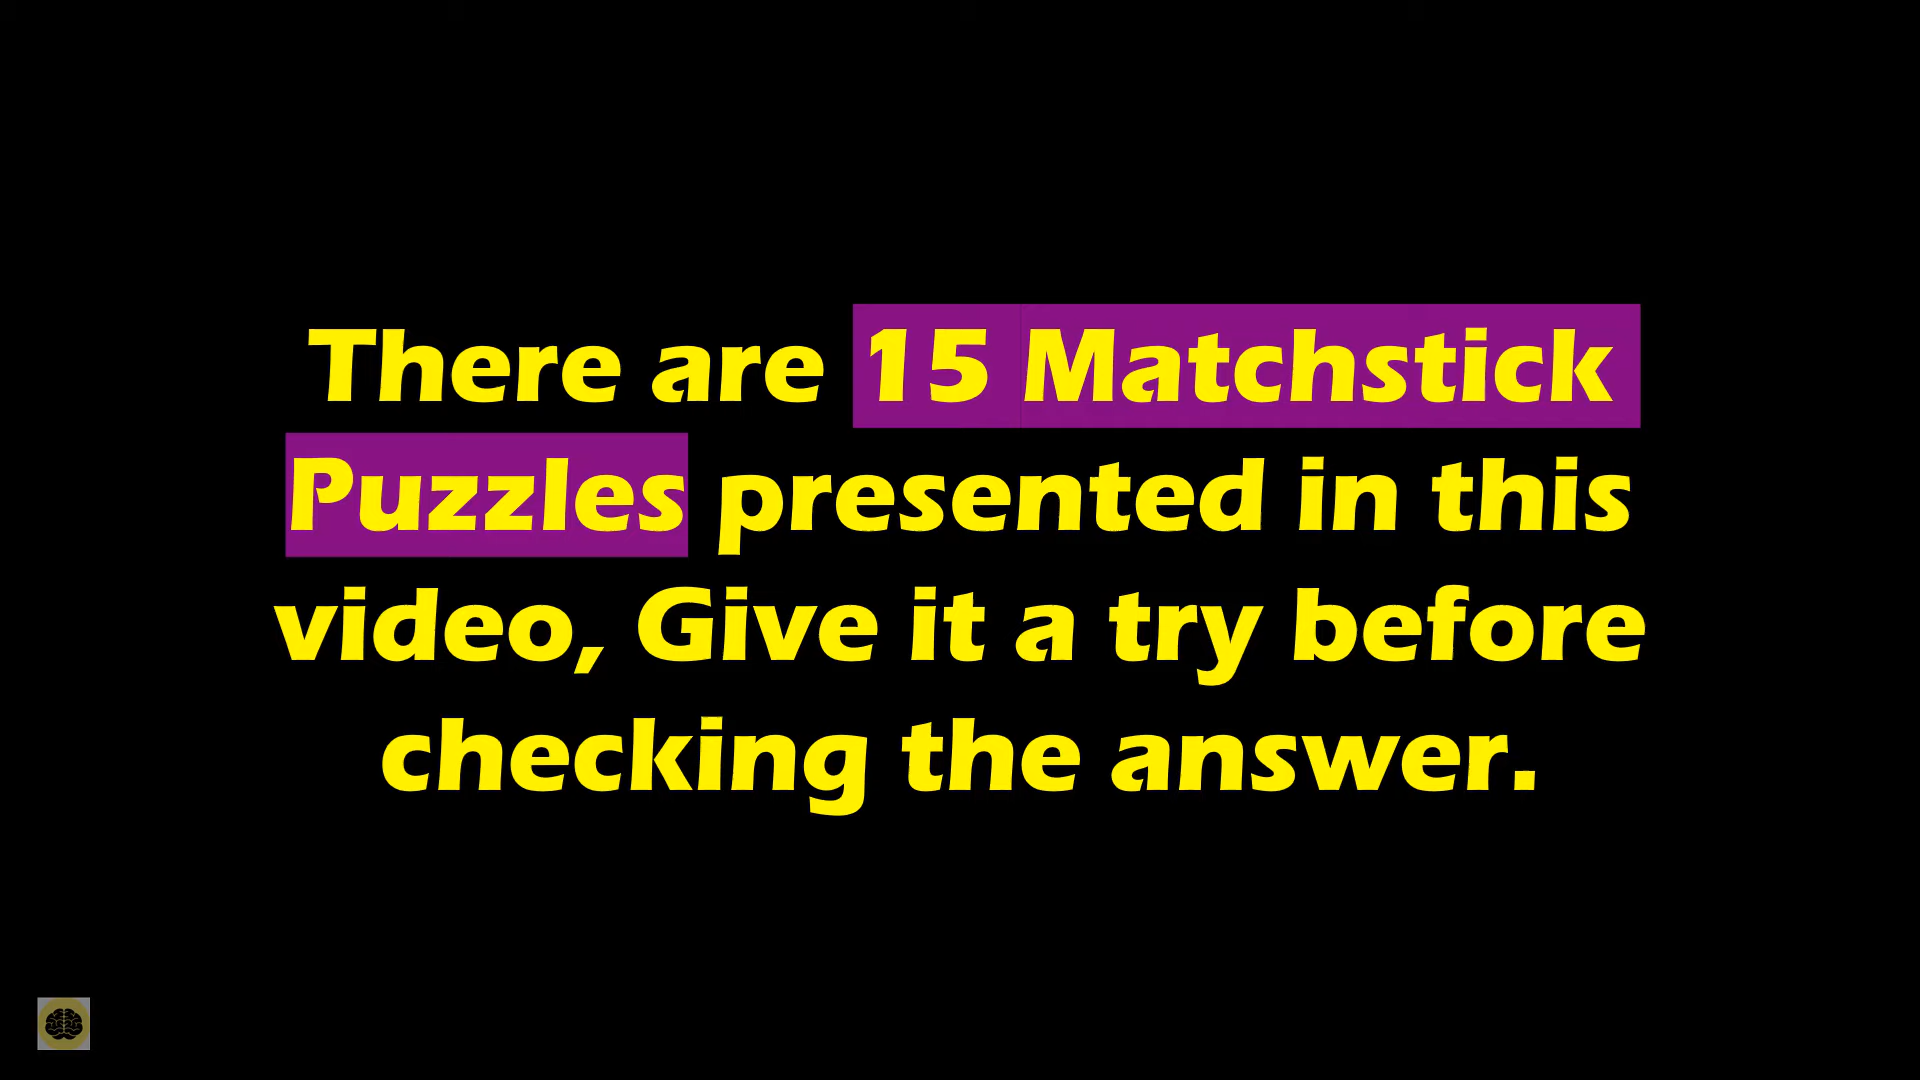 There are 15 Matchstick
Puzzles presented in this
video, Give it a try before
checking the answer.